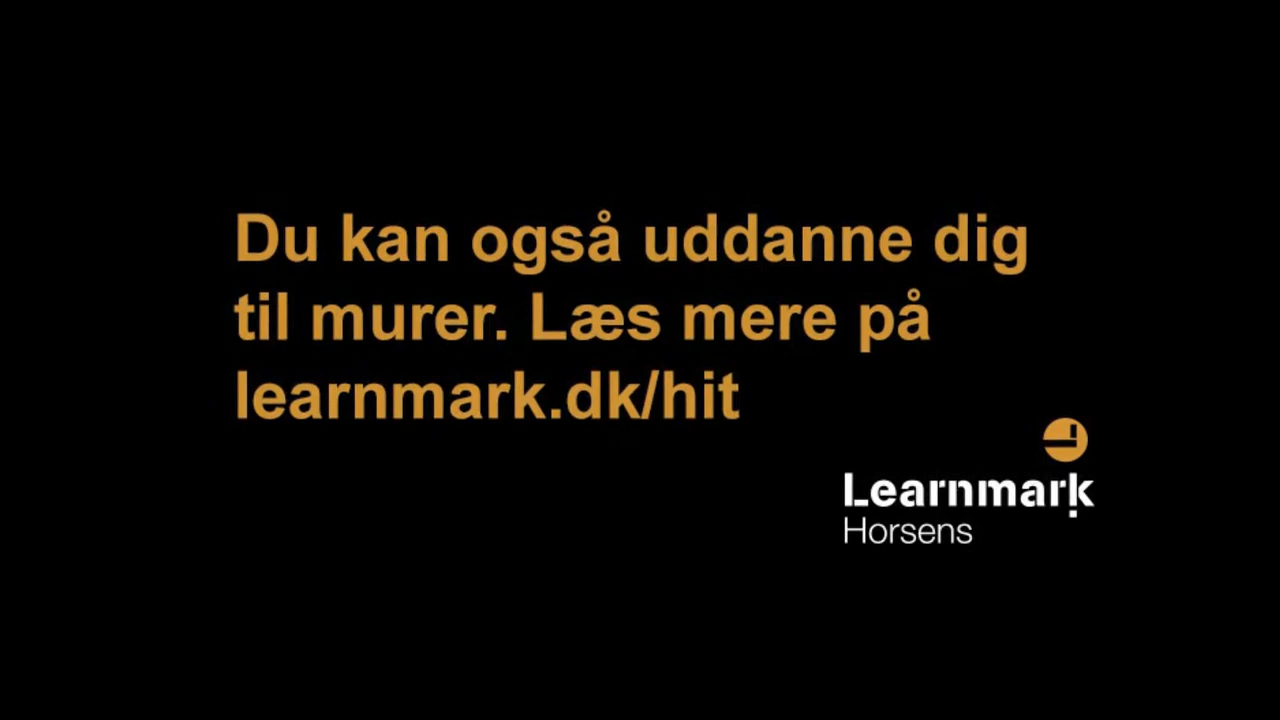 Du kan også uddanne dig
til murer. Læs mere på
learnmark.dk/hit
Learnmark
Horsens